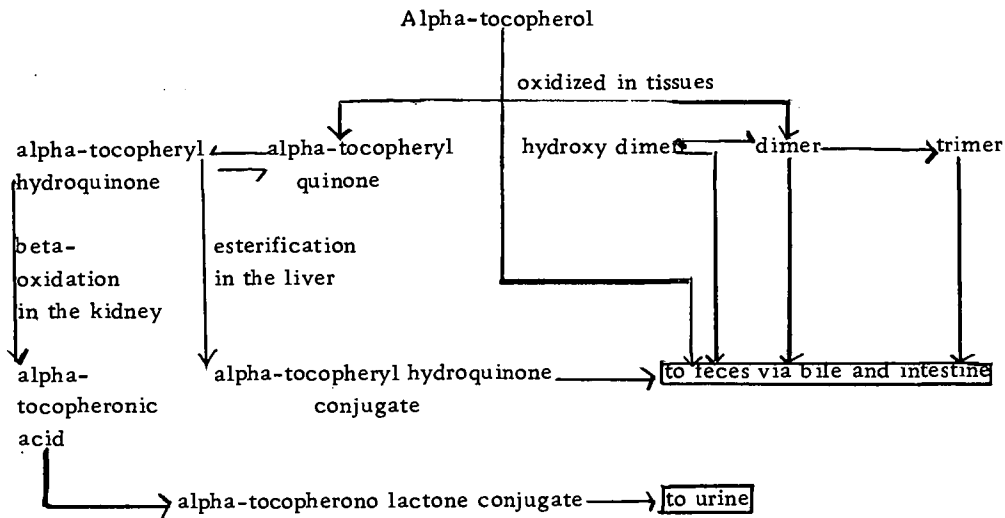 Alpha-tocopherol
oxidized in tissues
alpha-tocopheryl
hydroquinone
alpha-tocopheryl
quinone
hydroxy dimer
dimer
trimer
beta-
oxidation
in the kidney
esterification
in the liver
alpha-
tocopheronic
acid
alpha-tocopheryl hydroquinone
conjugate
to feces via bile and intestine
alpha-tocopherono lactone conjugate
to urine